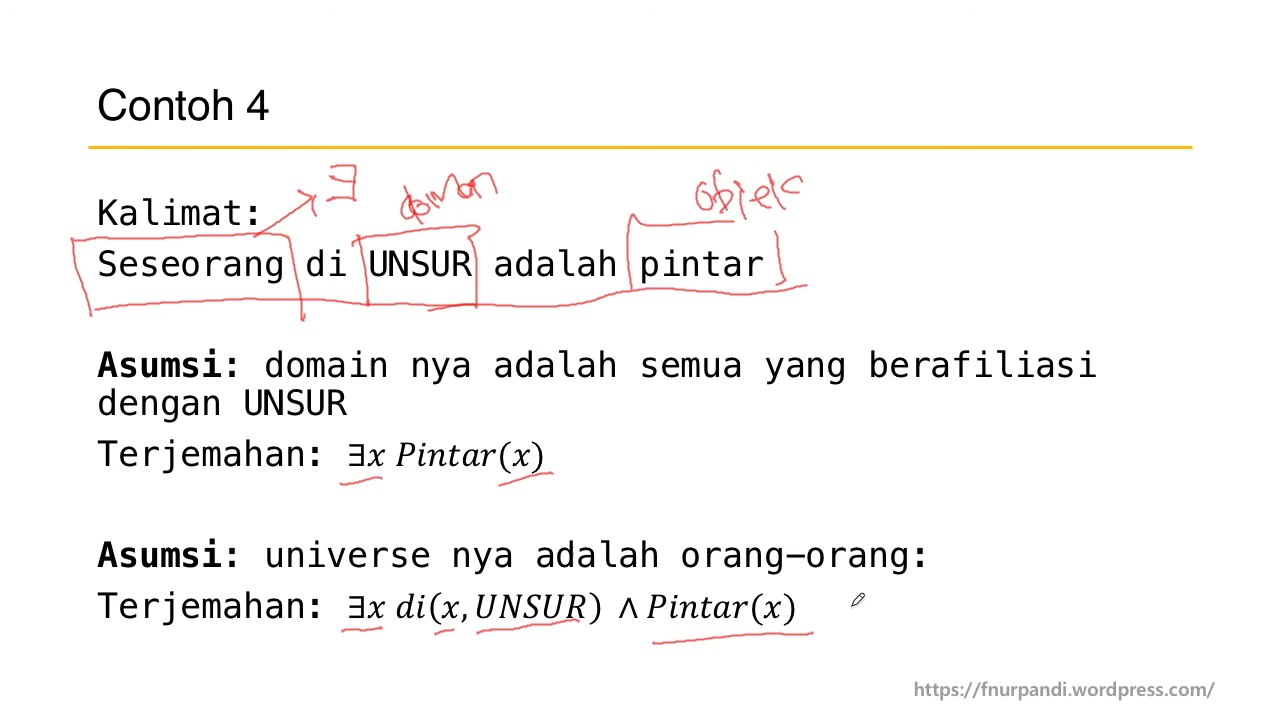 Contoh 4
∃ domain objek
Kalimat:
Seseorang di UNSUR adalah pintar
Asumsi: domain nya adalah semua yang berafiliasi
dengan UNSUR
Terjemahan: ∃x Pintar(x)
Asumsi: universe nya adalah orang-orang:
Terjemahan: ∃x di(x, UNSUR) ∧ Pintar(x)
https://fnurpandi.wordpress.com/